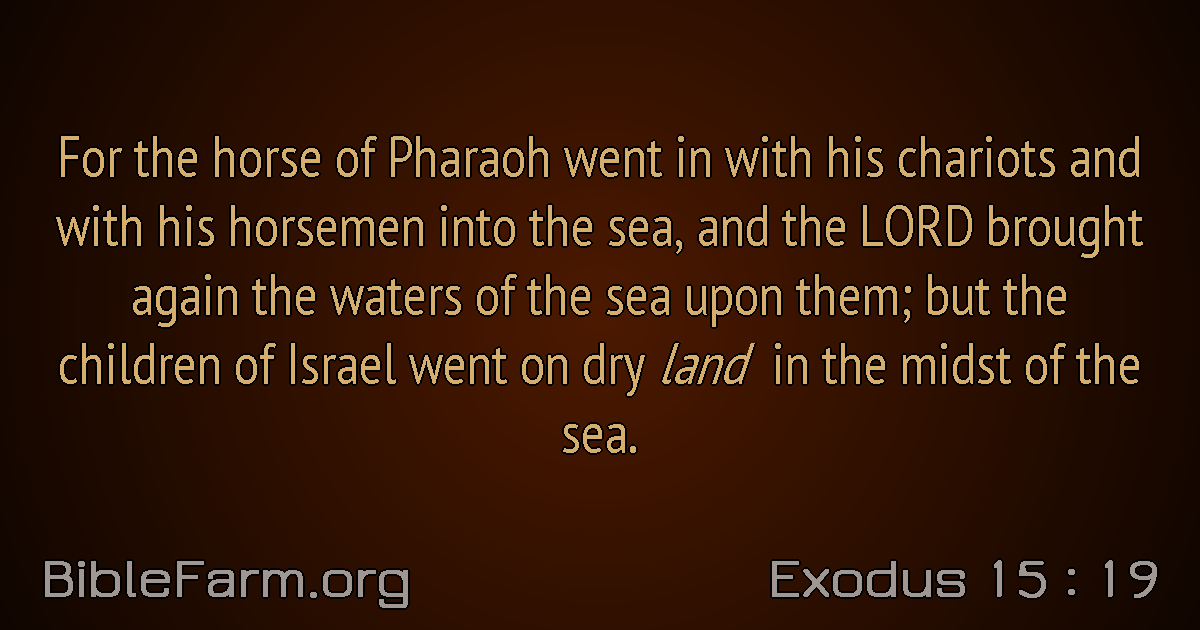 For the horse of Pharaoh went in with his chariots and
with his horsemen into the sea, and the LORD brought
again the waters of the sea upon them; but the
children of Israel went on dry land in the midst of the
sea.
BibleFarm.org
Exodus 15 : 19